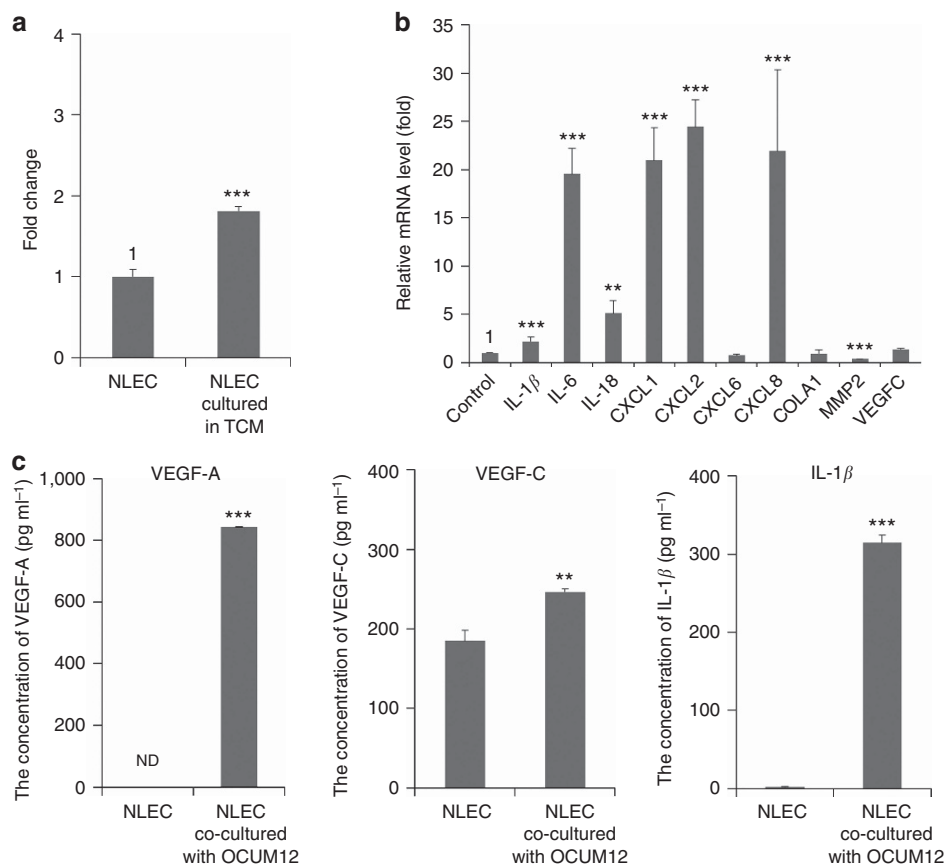 a
Fold change
4
3
2
1
0
1
***
NLEC
NLEC
cultured
in TCM
b
Relative mRNA level (fold)
35
30
25
20
15
10
5
0
1
***
***
**
***
***
***
***
Control
IL-1β
IL-6
IL-18
CXCL1
CXCL2
CXCL6
CXCL8
COLA1
MMP2
VEGFC
c
VEGF-A
The concentration of VEGF-A (pg ml−1)
1,000
800
600
400
200
0
ND
***
NLEC
NLEC
co-cultured
with OCUM12
VEGF-C
The concentration of VEGF-C (pg ml−1)
400
300
200
100
0
**
NLEC
NLEC
co-cultured
with OCUM12
IL-1β
The concentration of IL-1β (pg ml−1)
400
300
200
100
0
***
NLEC
NLEC
co-cultured
with OCUM12